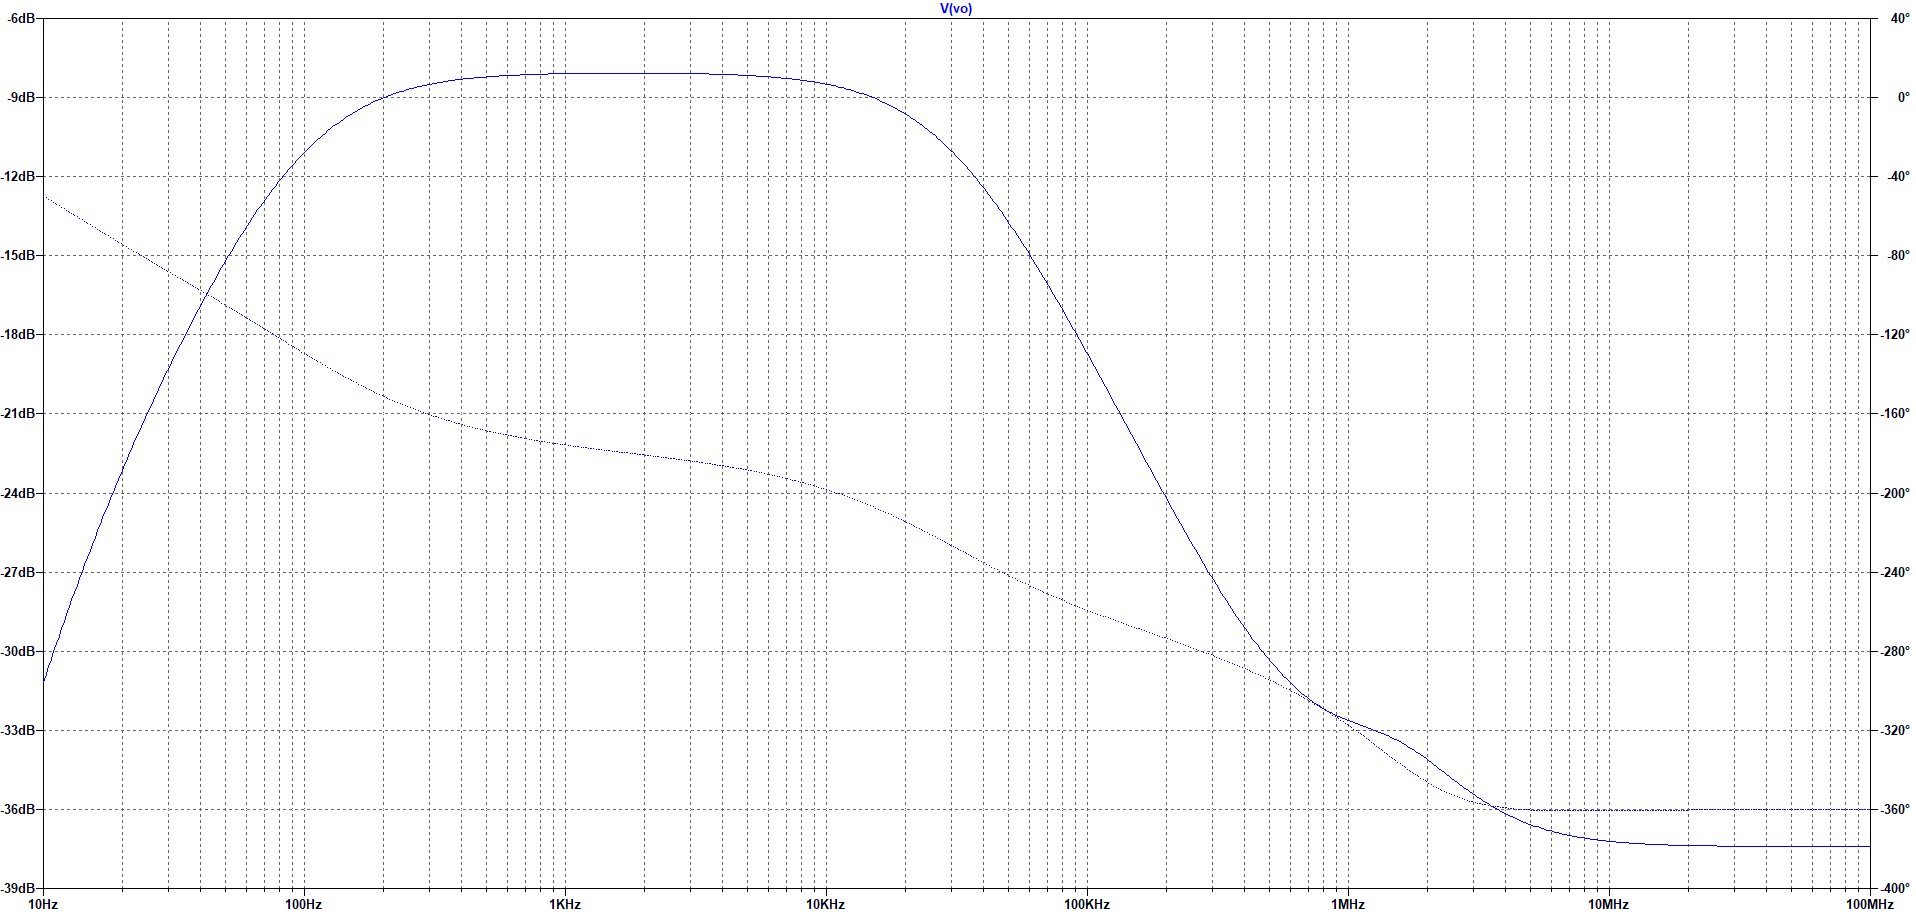 V(vo)
-6dB 40°
-9dB 0°
-12dB -40°
-15dB -80°
-18dB -120°
-21dB -160°
-24dB -200°
-27dB -240°
-30dB -280°
-33dB -320°
-36dB -360°
-39dB -400°
10Hz 100Hz 1KHz 10KHz 100KHz 1MHz 10MHz 100MHz